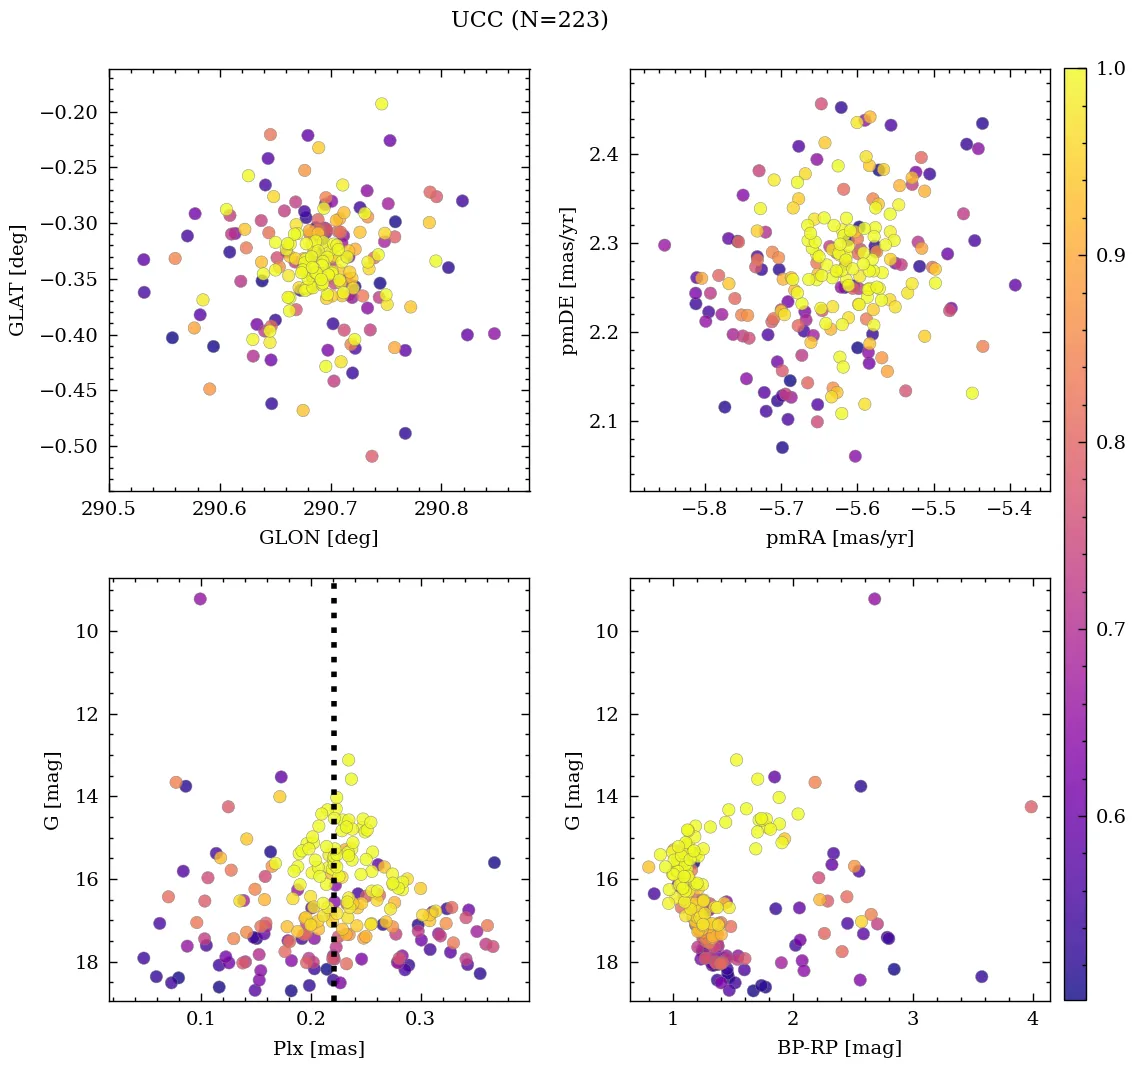 UCC (N=223)
−0.20
−0.25
−0.30
−0.35
−0.40
−0.45
−0.50
GLAT [deg]
290.5 290.6 290.7 290.8
GLON [deg]
2.4
2.3
2.2
2.1
pmDE [mas/yr]
−5.8 −5.7 −5.6 −5.5 −5.4
pmRA [mas/yr]
10
12
14
16
18
G [mag]
0.1 0.2 0.3
Plx [mas]
10
12
14
16
18
G [mag]
1 2 3 4
BP-RP [mag]
1.0
0.9
0.8
0.7
0.6